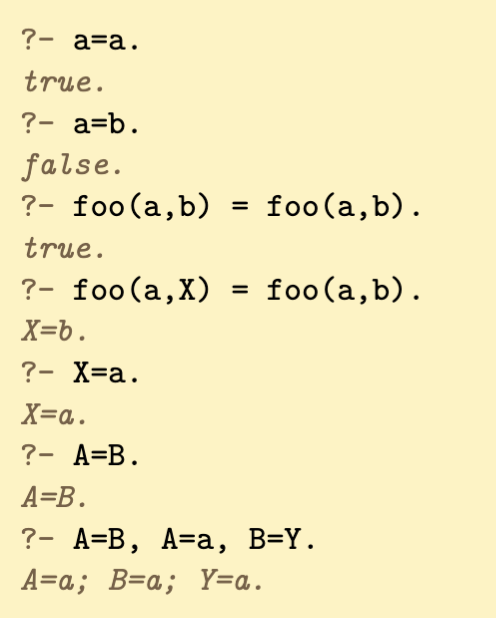 ?- a=a.
true.
?- a=b.
false.
?- foo(a,b) = foo(a,b).
true.
?- foo(a,X) = foo(a,b).
X=b.
?- X=a.
X=a.
?- A=B.
A=B.
?- A=B, A=a, B=Y.
A=a; B=a; Y=a.